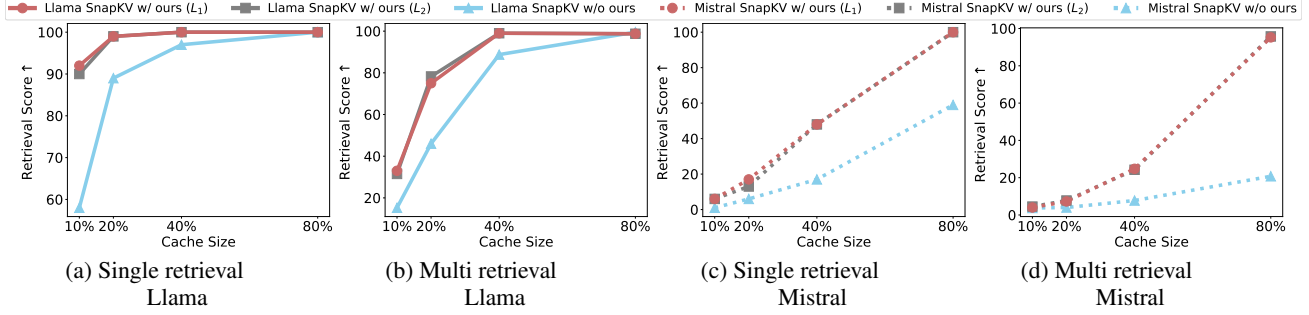 Llama SnapKV w/ ours (L1) Llama SnapKV w/ ours (L2) Llama SnapKV w/o ours Mistral SnapKV w/ ours (L1) Mistral SnapKV w/ ours (L2) Mistral SnapKV w/o ours
Retrieval Score ↑
100
90
80
70
60
10% 20% 40% 80%
Cache Size
(a) Single retrieval
Llama
Retrieval Score ↑
100
80
60
40
20
10% 20% 40% 80%
Cache Size
(b) Multi retrieval
Llama
Retrieval Score ↑
100
80
60
40
20
0
10% 20% 40% 80%
Cache Size
(c) Single retrieval
Mistral
Retrieval Score ↑
100
80
60
40
20
0
10% 20% 40% 80%
Cache Size
(d) Multi retrieval
Mistral